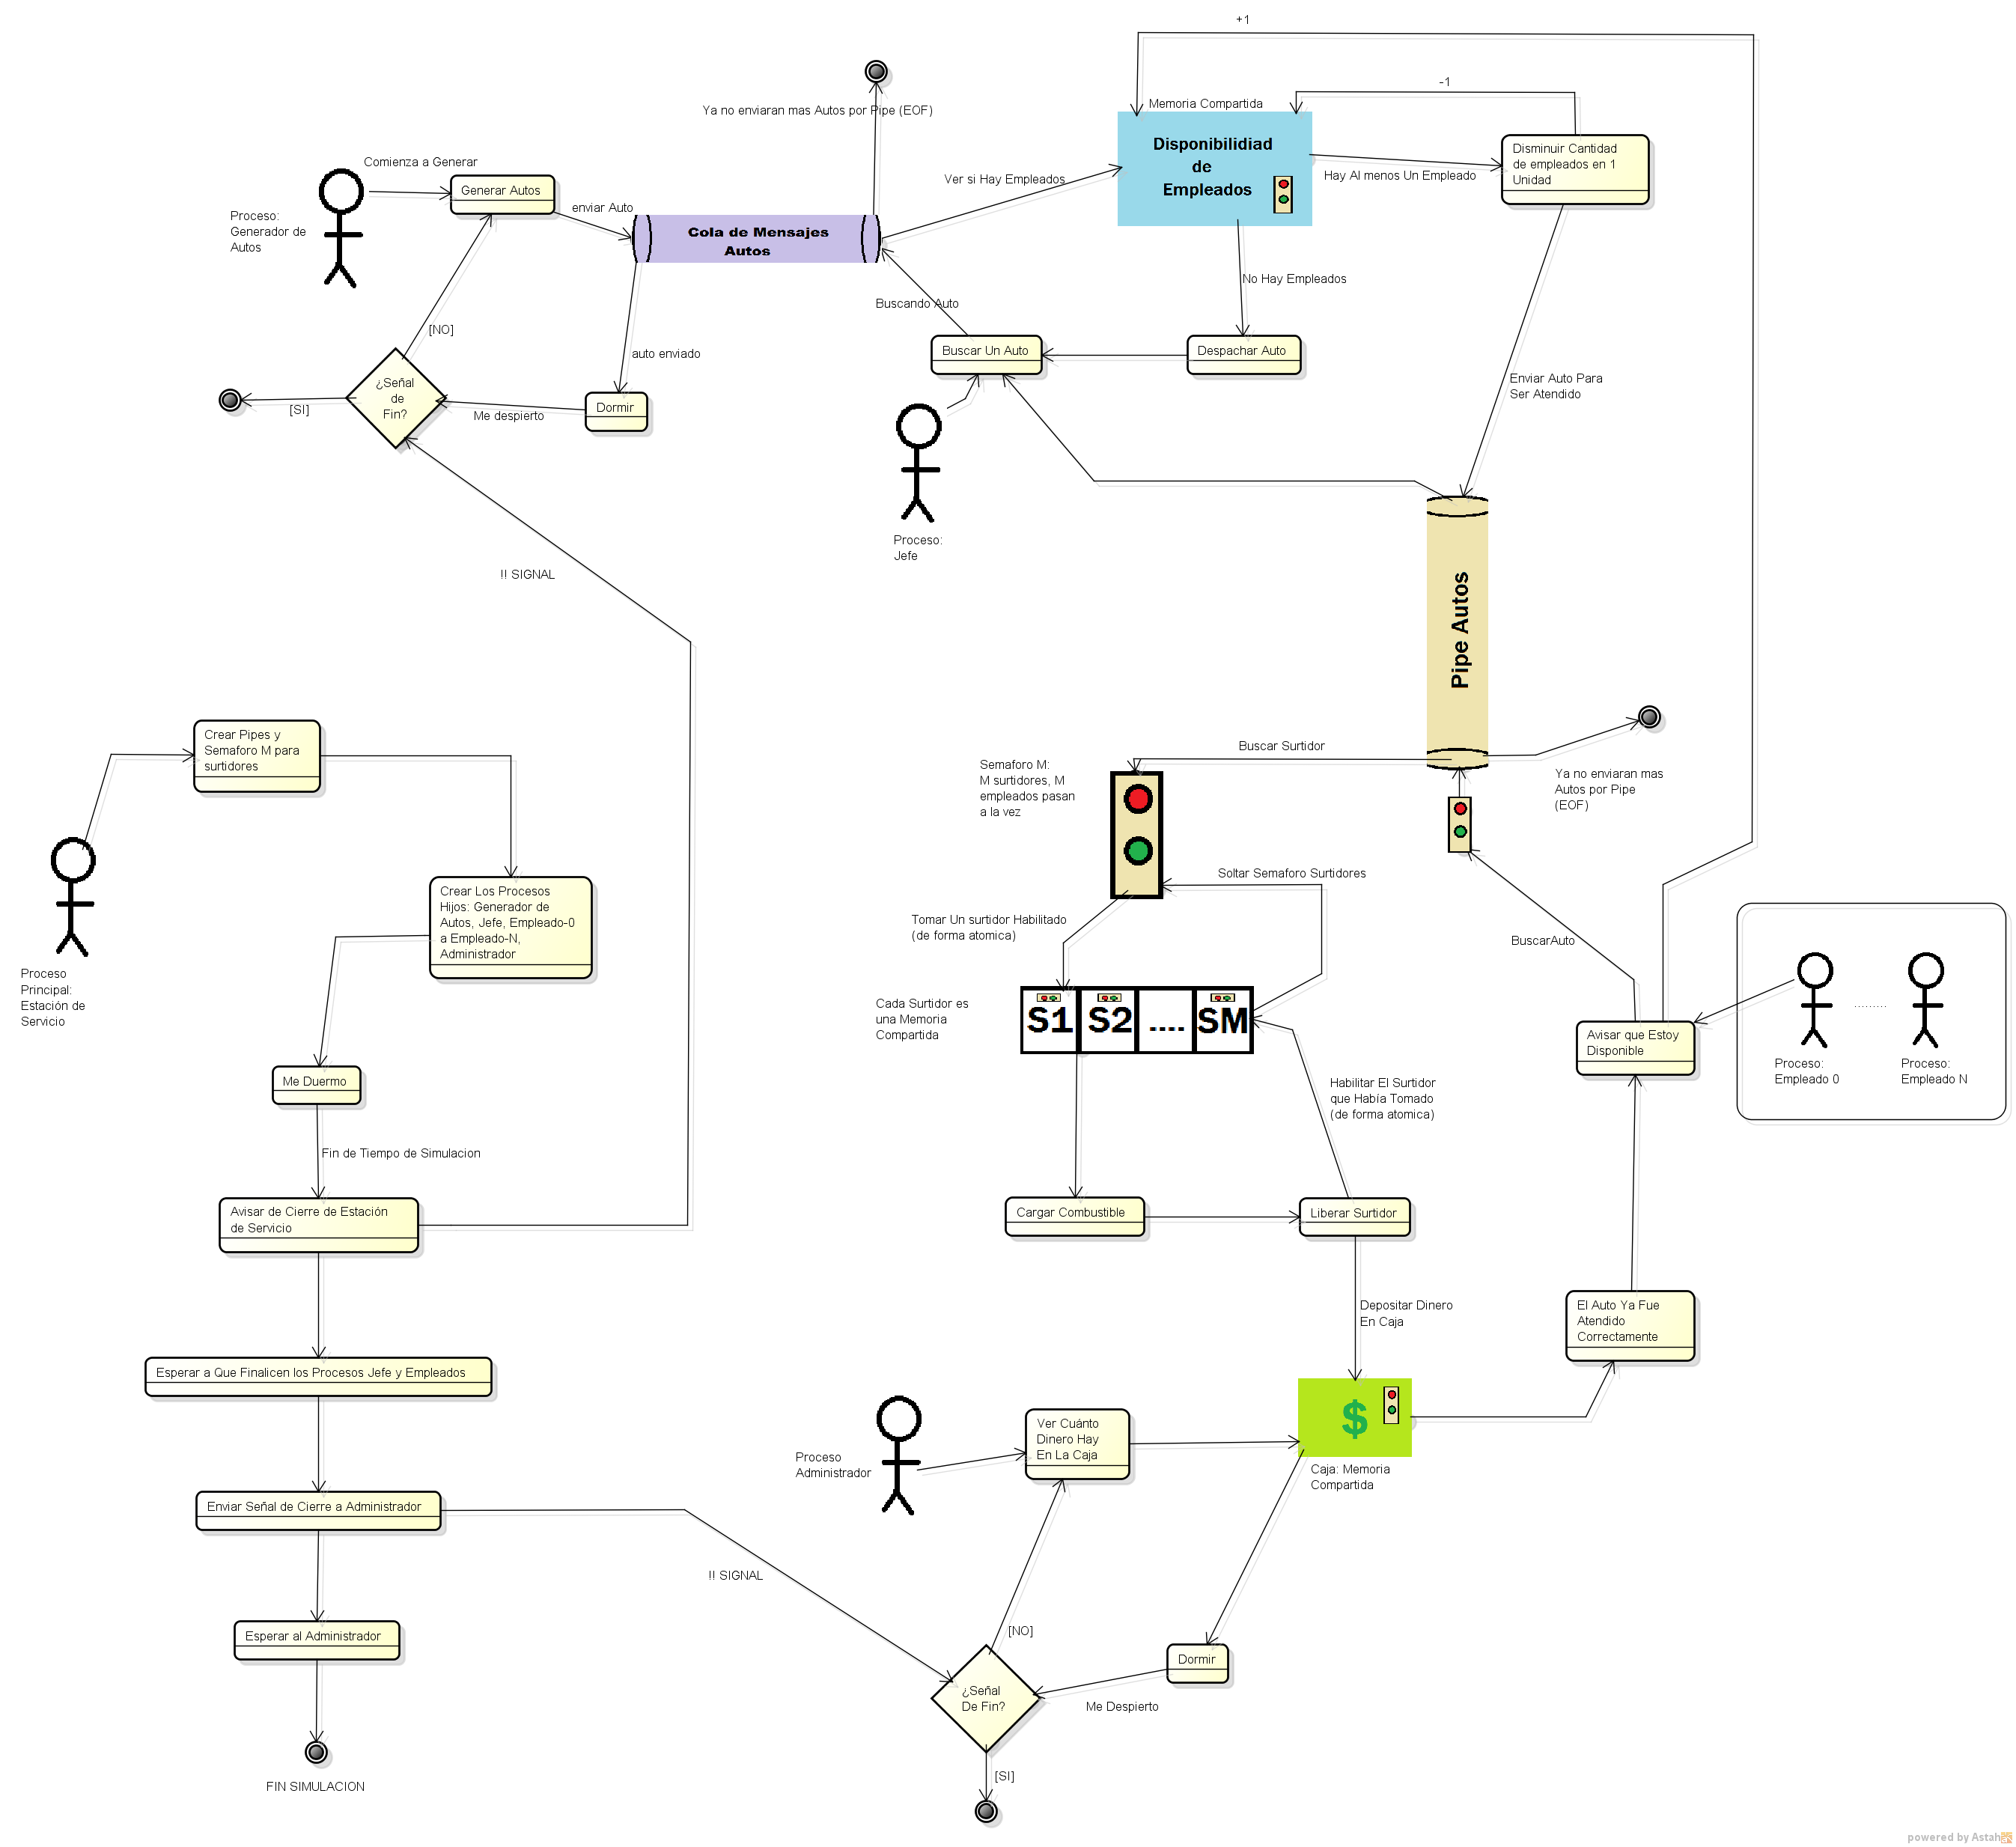 +1
-1
Ya no enviaran mas Autos por Pipe (EOF)
Memoria Compartida
Disponibilidiad
de
Empleados
Disminuir Cantidad
de empleados en 1
Unidad
Hay Al menos Un Empleado
Comienza a Generar
Generar Autos
Ver si Hay Empleados
enviar Auto
Proceso:
Generador de
Autos
Cola de Mensajes
Autos
No Hay Empleados
Buscando Auto
[NO]
auto enviado
Buscar Un Auto
Despachar Auto
¿Señal
de
Fin?
[SI]
Me despierto
Dormir
Enviar Auto Para
Ser Atendido
Proceso:
Jefe
!! SIGNAL
Pipe Autos
Crear Pipes y
Semaforo M para
surtidores
Buscar Surtidor
Semaforo M:
M surtidores, M
empleados pasan
a la vez
Ya no enviaran mas
Autos por Pipe
(EOF)
Soltar Semaforo Surtidores
Crear Los Procesos
Hijos: Generador de
Autos, Jefe, Empleado-0
a Empleado-N,
Administrador
Tomar Un surtidor Habilitado
(de forma atomica)
BuscarAuto
Proceso
Principal:
Estación de
Servicio
Cada Surtidor es
una Memoria
Compartida
S1
S2
....
SM
.........
Avisar que Estoy
Disponible
Proceso:
Empleado 0
Proceso:
Empleado N
Me Duermo
Habilitar El Surtidor
que Había Tomado
(de forma atomica)
Fin de Tiempo de Simulacion
Avisar de Cierre de Estación
de Servicio
Cargar Combustible
Liberar Surtidor
Depositar Dinero
En Caja
El Auto Ya Fue
Atendido
Correctamente
Esperar a Que Finalicen los Procesos Jefe y Empleados
Ver Cuánto
Dinero Hay
En La Caja
$
Proceso
Administrador
Caja: Memoria
Compartida
Enviar Señal de Cierre a Administrador
!! SIGNAL
[NO]
Esperar al Administrador
Dormir
¿Señal
De Fin?
Me Despierto
[SI]
FIN SIMULACION
powered by Astah